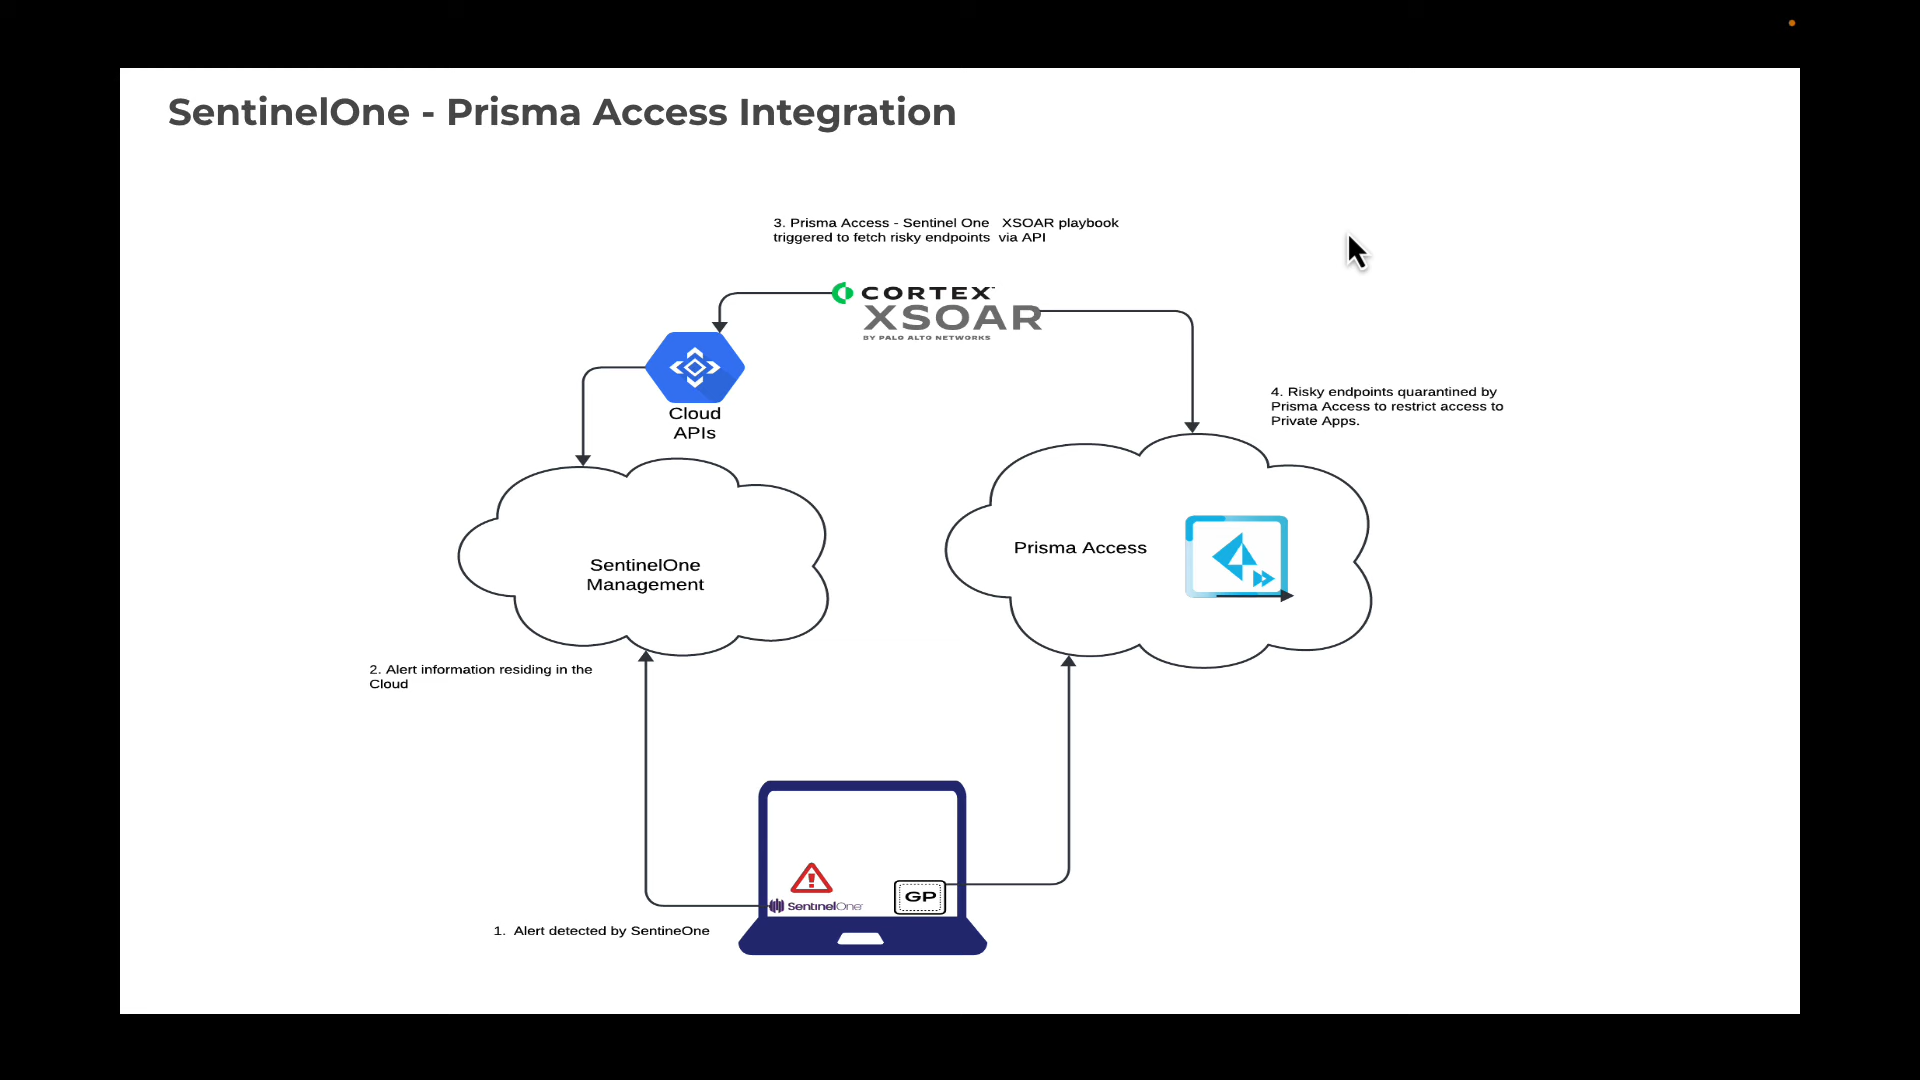 SentinelOne - Prisma Access Integration
3. Prisma Access - Sentinel One XSOAR playbook
triggered to fetch risky endpoints via API
CORTEX™
XSOAR
BY PALO ALTO NETWORKS
Cloud
APIs
4. Risky endpoints quarantined by
Prisma Access to restrict access to
Private Apps.
SentinelOne
Management
Prisma Access
2. Alert information residing in the
Cloud
SentinelOne
GP
1. Alert detected by SentineOne